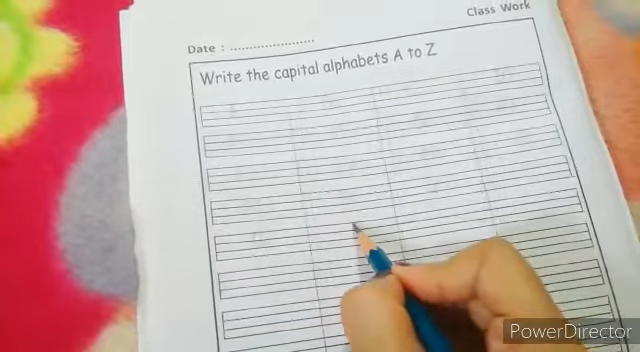 Class Work
Date : ......................
Write the capital alphabets A to Z
PowerDirector